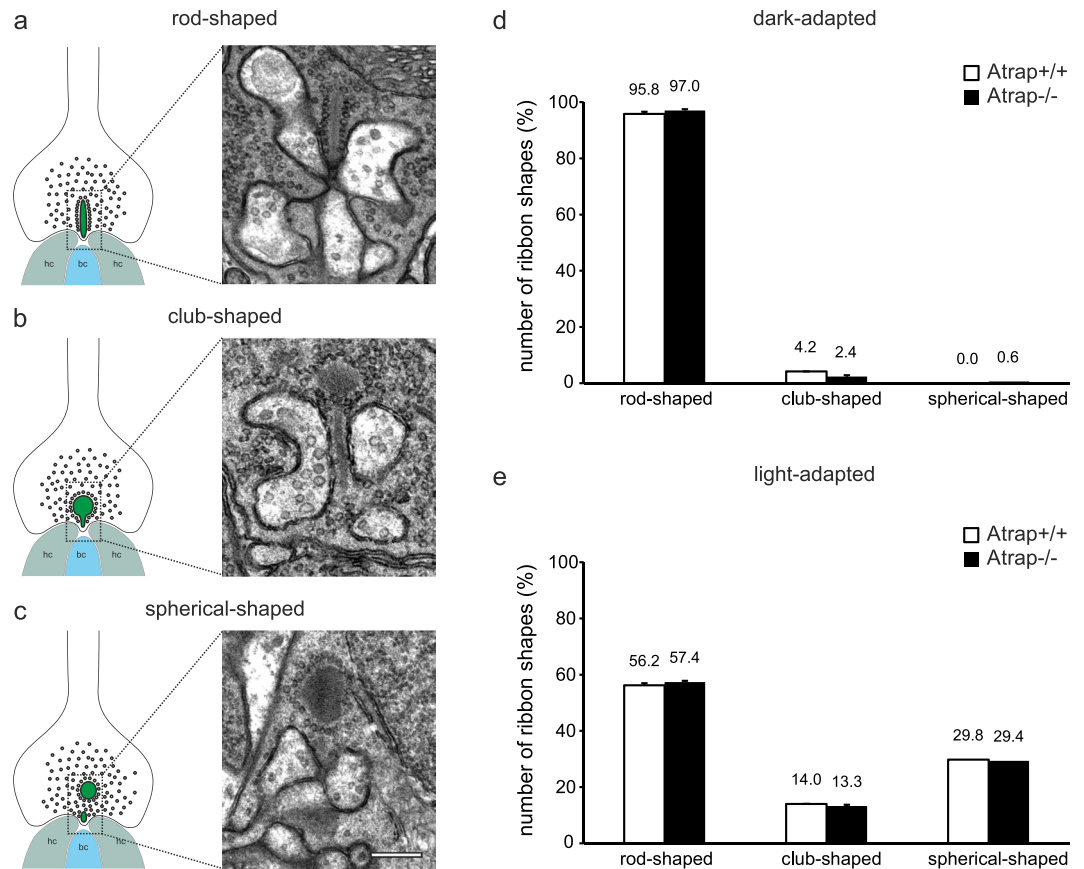 a
rod-shaped
hc
bc
hc
b
club-shaped
hc
bc
hc
c
spherical-shaped
hc
bc
hc
d
dark-adapted
Atrap+/+
Atrap-/-
number of ribbon shapes (%)
100
80
60
40
20
0
95.8
97.0
4.2
2.4
0.0
0.6
rod-shaped
club-shaped
spherical-shaped
e
light-adapted
Atrap+/+
Atrap-/-
number of ribbon shapes (%)
100
80
60
40
20
0
56.2
57.4
14.0
13.3
29.8
29.4
rod-shaped
club-shaped
spherical-shaped